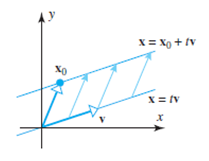 y
x = x₀ + tv
x₀
x = tv
v
x